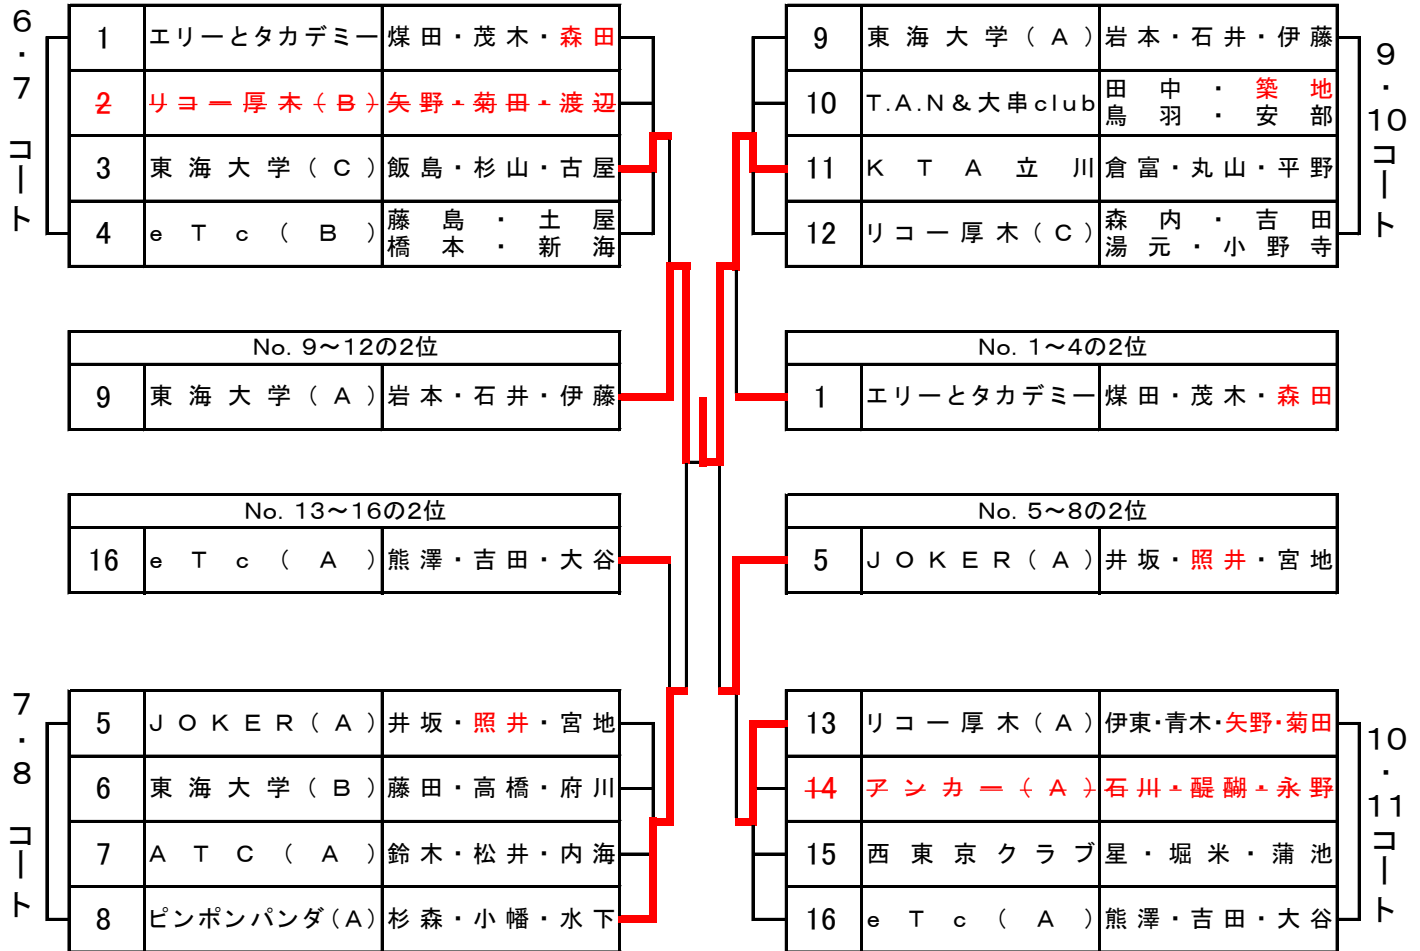 6・7コート
1 エリーとタカデミー 煤田・茂木・森田
2 リコー厚木(B) 矢野・菊田・渡辺
3 東海大学(C) 飯島・杉山・古屋
4 eTc(B) 藤島・土屋
橋本・新海
9 東海大学(A) 岩本・石井・伊藤
10 T.A.N&大串club 田中・築地
鳥羽・安部
11 KTA立川 倉富・丸山・平野
12 リコー厚木(C) 森内・吉田
湯元・小野寺
9・10コート
No. 9~12の2位
9 東海大学(A) 岩本・石井・伊藤
No. 1~4の2位
1 エリーとタカデミー 煤田・茂木・森田
No. 13~16の2位
16 eTc(A) 熊澤・吉田・大谷
No. 5~8の2位
5 JOKER(A) 井坂・照井・宮地
7・8コート
5 JOKER(A) 井坂・照井・宮地
6 東海大学(B) 藤田・高橋・府川
7 ATC(A) 鈴木・松井・内海
8 ピンポンパンダ(A) 杉森・小幡・水下
13 リコー厚木(A) 伊東・青木・矢野・菊田
14 アンカー(A) 石川・醍醐・永野
15 西東京クラブ 星・堀米・蒲池
16 eTc(A) 熊澤・吉田・大谷
10・11コート